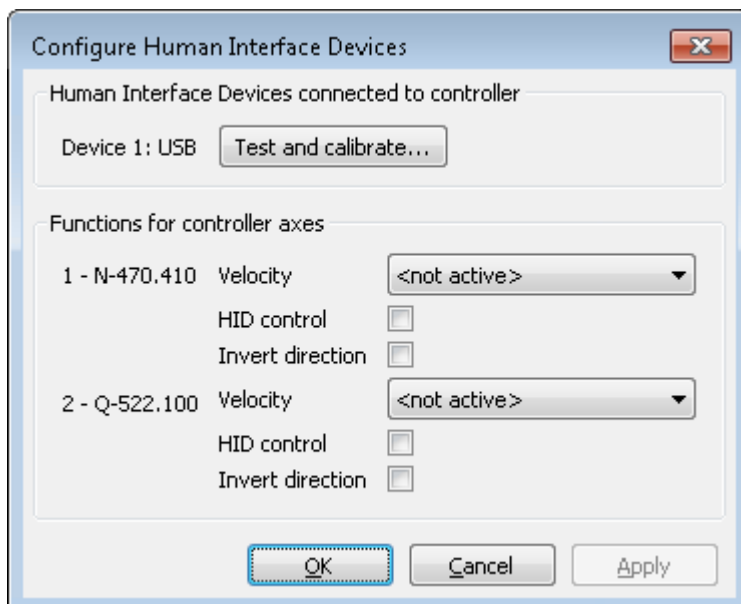 Configure Human Interface Devices
Human Interface Devices connected to controller
Device 1: USB Test and calibrate...
Functions for controller axes
1 - N-470.410 Velocity <not active>
HID control
Invert direction
2 - Q-522.100 Velocity <not active>
HID control
Invert direction
OK Cancel Apply